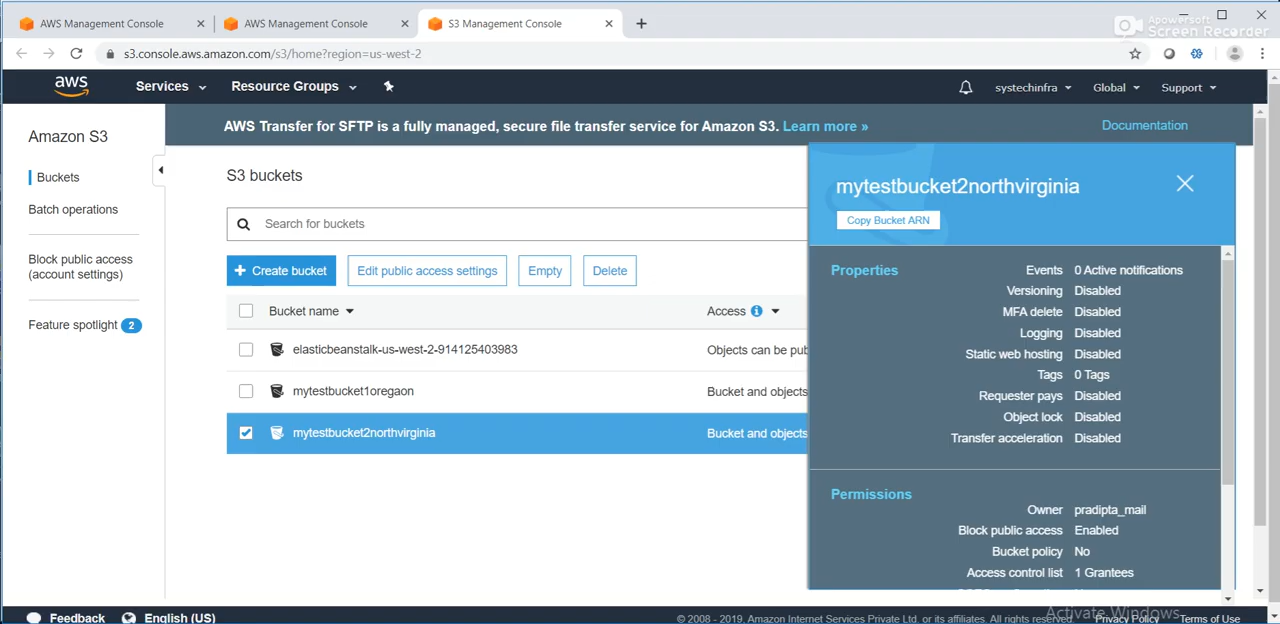 AWS Management Console
AWS Management Console
S3 Management Console
Apowersoft
Screen Recorder
s3.console.aws.amazon.com/s3/home?region=us-west-2
aws
Services
Resource Groups
systechinfra
Global
Support
Amazon S3
Buckets
Batch operations
Block public access
(account settings)
Feature spotlight 2
AWS Transfer for SFTP is a fully managed, secure file transfer service for Amazon S3. Learn more »
Documentation
S3 buckets
Search for buckets
+ Create bucket
Edit public access settings
Empty
Delete
Bucket name
Access
elasticbeanstalk-us-west-2-914125403983
Objects can be pub
mytestbucket1oregaon
Bucket and objects
mytestbucket2northvirginia
Bucket and objects
mytestbucket2northvirginia
Copy Bucket ARN
Properties
Events 0 Active notifications
Versioning Disabled
MFA delete Disabled
Logging Disabled
Static web hosting Disabled
Tags 0 Tags
Requester pays Disabled
Object lock Disabled
Transfer acceleration Disabled
Permissions
Owner pradipta_mail
Block public access Enabled
Bucket policy No
Access control list 1 Grantees
Activate Windows
Feedback
English (US)
© 2008 - 2019, Amazon Internet Services Private Ltd. or its affiliates. All rights reserved.
Privacy Policy
Terms of Use